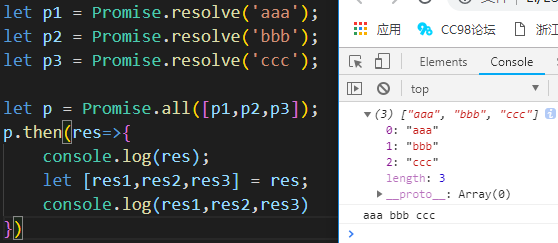 let p1 = Promise.resolve('aaa');
let p2 = Promise.resolve('bbb');
let p3 = Promise.resolve('ccc');
let p = Promise.all([p1,p2,p3]);
p.then(res=>{
console.log(res);
let [res1,res2,res3] = res;
console.log(res1,res2,res3)
})
应用
CC98论坛
Elements
Console
top
(3) ["aaa", "bbb", "ccc"]
0: "aaa"
1: "bbb"
2: "ccc"
length: 3
__proto__: Array(0)
aaa bbb ccc